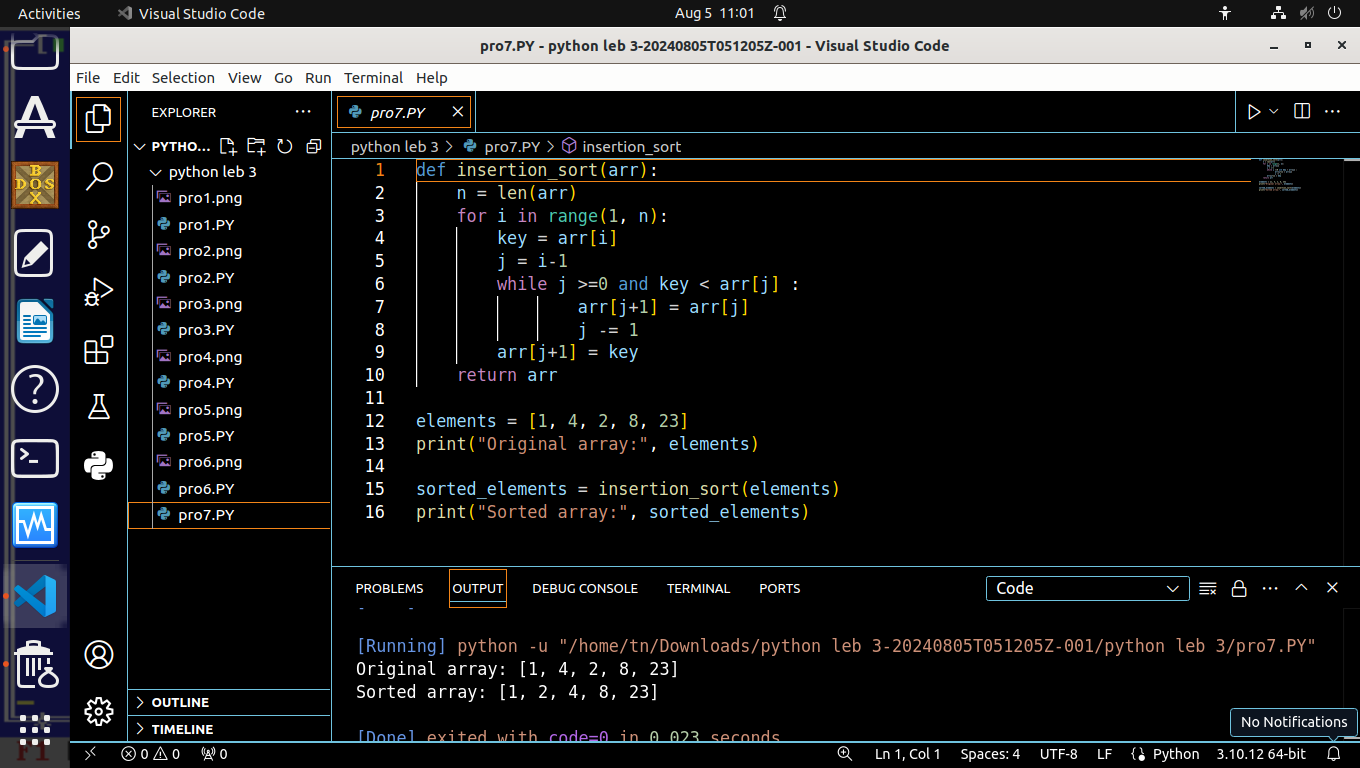 Activities Visual Studio Code Aug 5 11:01
pro7.PY - python leb 3-20240805T051205Z-001 - Visual Studio Code
File Edit Selection View Go Run Terminal Help
EXPLORER
PYTHO...
python leb 3
pro1.png
pro1.PY
pro2.png
pro2.PY
pro3.png
pro3.PY
pro4.png
pro4.PY
pro5.png
pro5.PY
pro6.png
pro6.PY
pro7.PY
OUTLINE
TIMELINE
pro7.PY
python leb 3 > pro7.PY > insertion_sort
1 def insertion_sort(arr):
2     n = len(arr)
3     for i in range(1, n):
4         key = arr[i]
5         j = i-1
6         while j >=0 and key < arr[j] :
7                 arr[j+1] = arr[j]
8                 j -= 1
9         arr[j+1] = key
10     return arr
11
12 elements = [1, 4, 2, 8, 23]
13 print("Original array:", elements)
14
15 sorted_elements = insertion_sort(elements)
16 print("Sorted array:", sorted_elements)
PROBLEMS OUTPUT DEBUG CONSOLE TERMINAL PORTS Code
[Running] python -u "/home/tn/Downloads/python leb 3-20240805T051205Z-001/python leb 3/pro7.PY"
Original array: [1, 4, 2, 8, 23]
Sorted array: [1, 2, 4, 8, 23]
[Done] exited with code=0 in 0.023 seconds
No Notifications
0 0 0 Ln 1, Col 1 Spaces: 4 UTF-8 LF Python 3.10.12 64-bit
BOSS
DOS
X